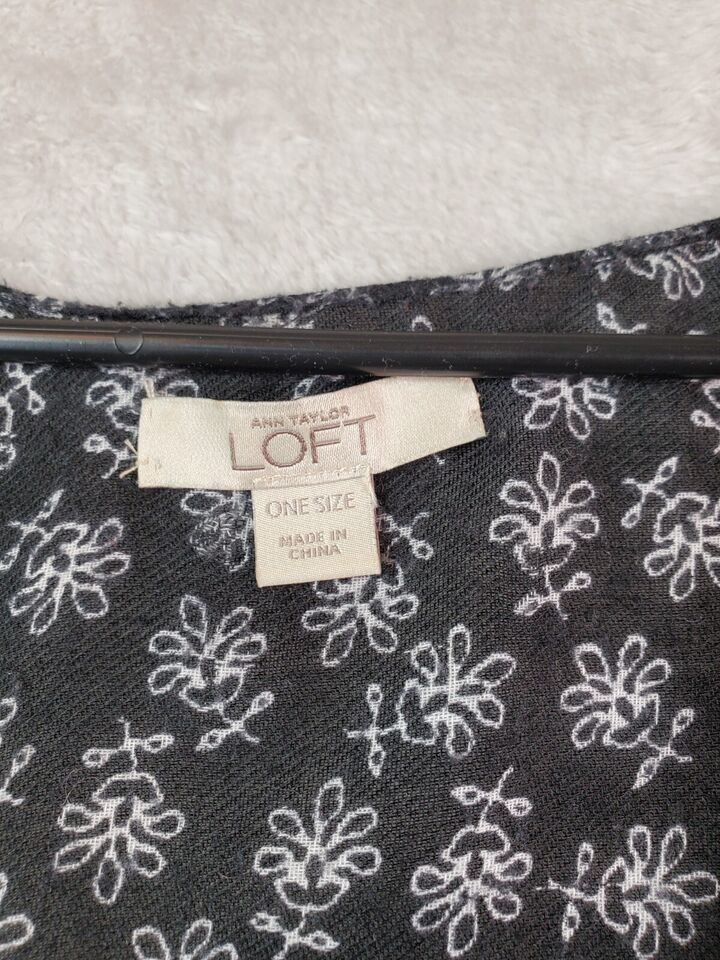 ANN TAYLOR
LOFT
ONE SIZE
MADE IN
CHINA